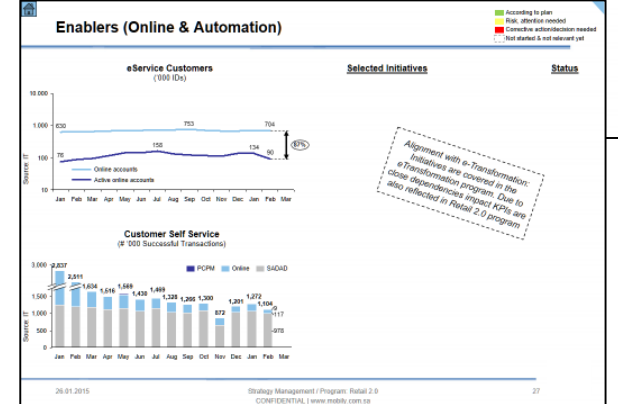 Enablers (Online & Automation)
According to plan
Risk, attention needed
Corrective action/decision needed
Not started & not relevant yet
eService Customers
('000 IDs)
Selected Initiatives
Status
10.000
1.000
100
10
630
753
704
76
158
134
90
87%
Online accounts
Active online accounts
Source: IT
Jan Feb Mar Apr May Jun Jul Aug Sep Oct Nov Dec Jan Feb Mar
Alignment with e-Transformation:
Initiatives are covered in the
eTransformation program. Due to
close dependencies impact KPIs are
also reflected in Retail 2.0 program
Customer Self Service
(# '000 Successful Transactions)
PCPM Online SADAD
3,000
1,500
1,000
500
0
2,837
2,511
1,634
1,516
1,569
1,430
1,469
1,328
1,266
1,300
872
1,201
1,272
1,104
9
117
978
Source: IT
Jan Feb Mar Apr May Jun Jul Aug Sep Oct Nov Dec Jan Feb Mar
26.01.2015
Strategy Management / Program: Retail 2.0
27
CONFIDENTIAL | www.mobily.com.sa